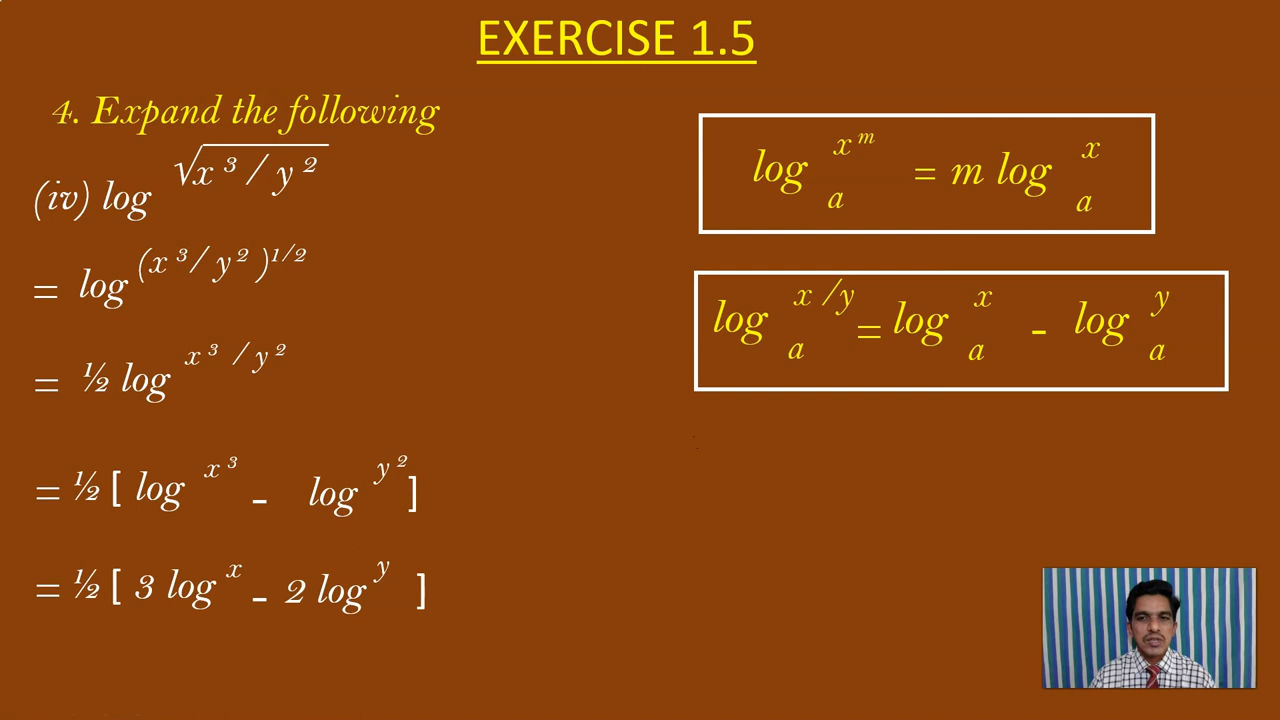 EXERCISE 1.5
4. Expand the following
(iv) log √x³ / y²
= log (x³/ y² )¹/²
= ½ log x³ / y²
= ½ [ log x³ - log y² ]
= ½ [ 3 log x - 2 log y ]
log x^m a = m log x a
log x /y a = log x a - log y a